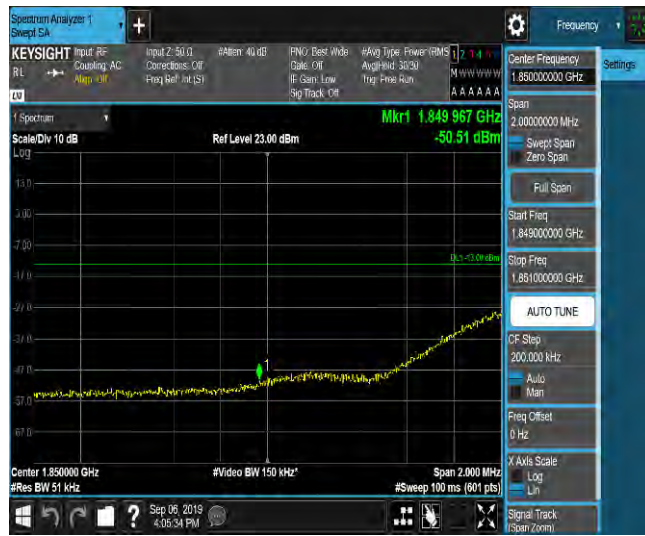 Spectrum Analyzer 1
Swept SA
+
Frequency
KEYSIGHT
RL
LXI
Input: RF
Coupling: AC
Align: Off
Input Z: 50 Ω
Corrections: Off
Freq Ref: Int (S)
#Atten: 40 dB
PNO: Best Wide
Gate: Off
IF Gain: Low
Sig Track: Off
#Avg Type: Power (RMS
Avg|Hold: 30/30
Trig: Free Run
M W W W W W
A A A A A A
1 Spectrum
Scale/Div 10 dB
Log
Ref Level 23.00 dBm
Mkr1 1.849 967 GHz
-50.51 dBm
13.0
3.00
-7.00
DL1 -13.00 dBm
-17.0
-27.0
-37.0
-47.0
1
-57.0
-67.0
Center 1.850000 GHz
#Res BW 51 kHz
#Video BW 150 kHz*
Span 2.000 MHz
#Sweep 100 ms (601 pts)
Sep 06, 2019
4:05:34 PM
?
Center Frequency
1.850000000 GHz
Settings
Span
2.00000000 MHz
Swept Span
Zero Span
Full Span
Start Freq
1.849000000 GHz
Stop Freq
1.851000000 GHz
AUTO TUNE
CF Step
200.000 kHz
Auto
Man
Freq Offset
0 Hz
X Axis Scale
Log
Lin
Signal Track
(Span Zoom)